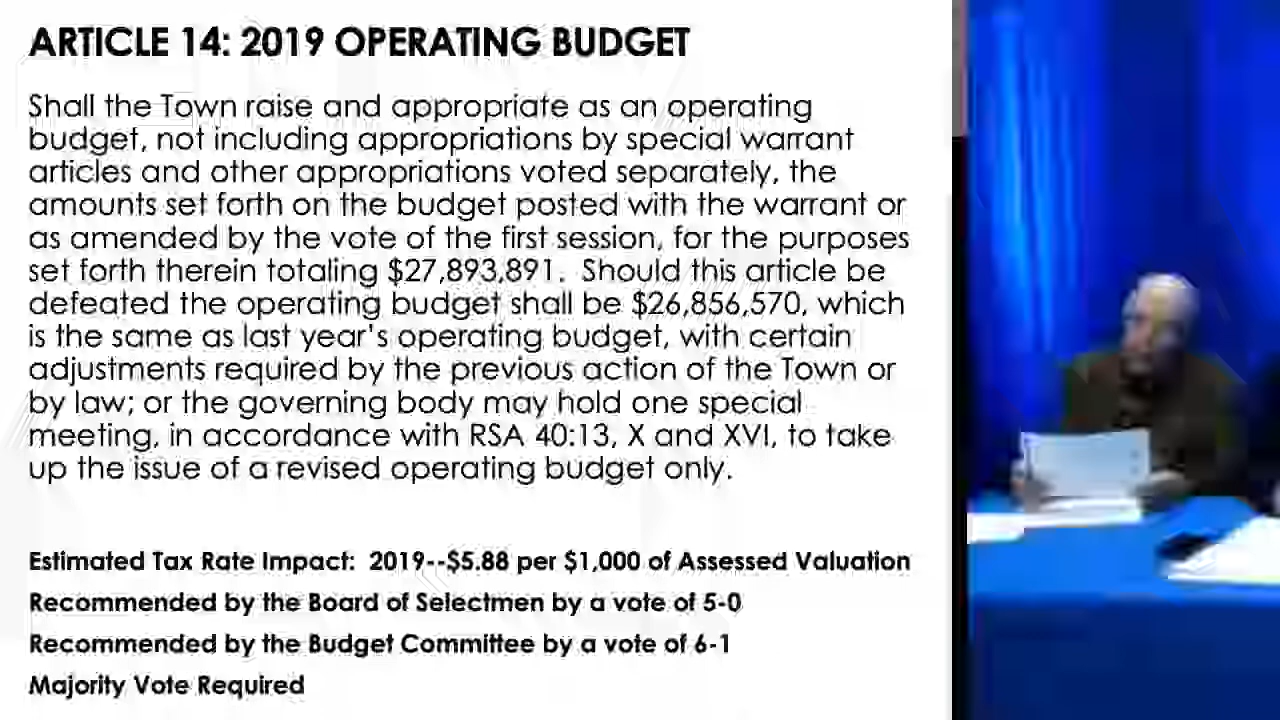 ARTICLE 14: 2019 OPERATING BUDGET
Shall the Town raise and appropriate as an operating
budget, not including appropriations by special warrant
articles and other appropriations voted separately, the
amounts set forth on the budget posted with the warrant or
as amended by the vote of the first session, for the purposes
set forth therein totaling $27,893,891.  Should this article be
defeated the operating budget shall be $26,856,570, which
is the same as last year's operating budget, with certain
adjustments required by the previous action of the Town or
by law; or the governing body may hold one special
meeting, in accordance with RSA 40:13, X and XVI, to take
up the issue of a revised operating budget only.
Estimated Tax Rate Impact:  2019--$5.88 per $1,000 of Assessed Valuation
Recommended by the Board of Selectmen by a vote of 5-0
Recommended by the Budget Committee by a vote of 6-1
Majority Vote Required